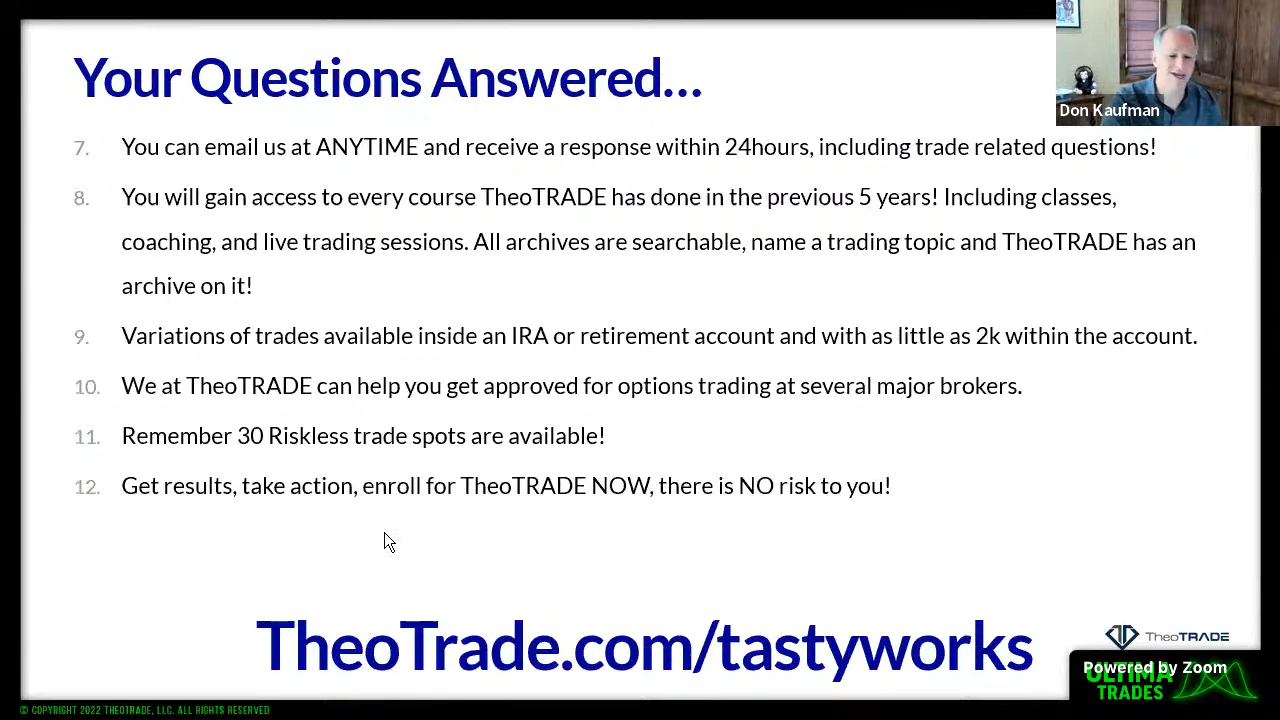 Your Questions Answered...
Don Kaufman
7. You can email us at ANYTIME and receive a response within 24hours, including trade related questions!
8. You will gain access to every course TheoTRADE has done in the previous 5 years! Including classes,
coaching, and live trading sessions. All archives are searchable, name a trading topic and TheoTRADE has an
archive on it!
9. Variations of trades available inside an IRA or retirement account and with as little as 2k within the account.
10. We at TheoTRADE can help you get approved for options trading at several major brokers.
11. Remember 30 Riskless trade spots are available!
12. Get results, take action, enroll for TheoTRADE NOW, there is NO risk to you!
TheoTrade.com/tastyworks
TheoTRADE
Powered by Zoom
ULTIMA
TRADES
© COPYRIGHT 2022 THEOTRADE, LLC. ALL RIGHTS RESERVED